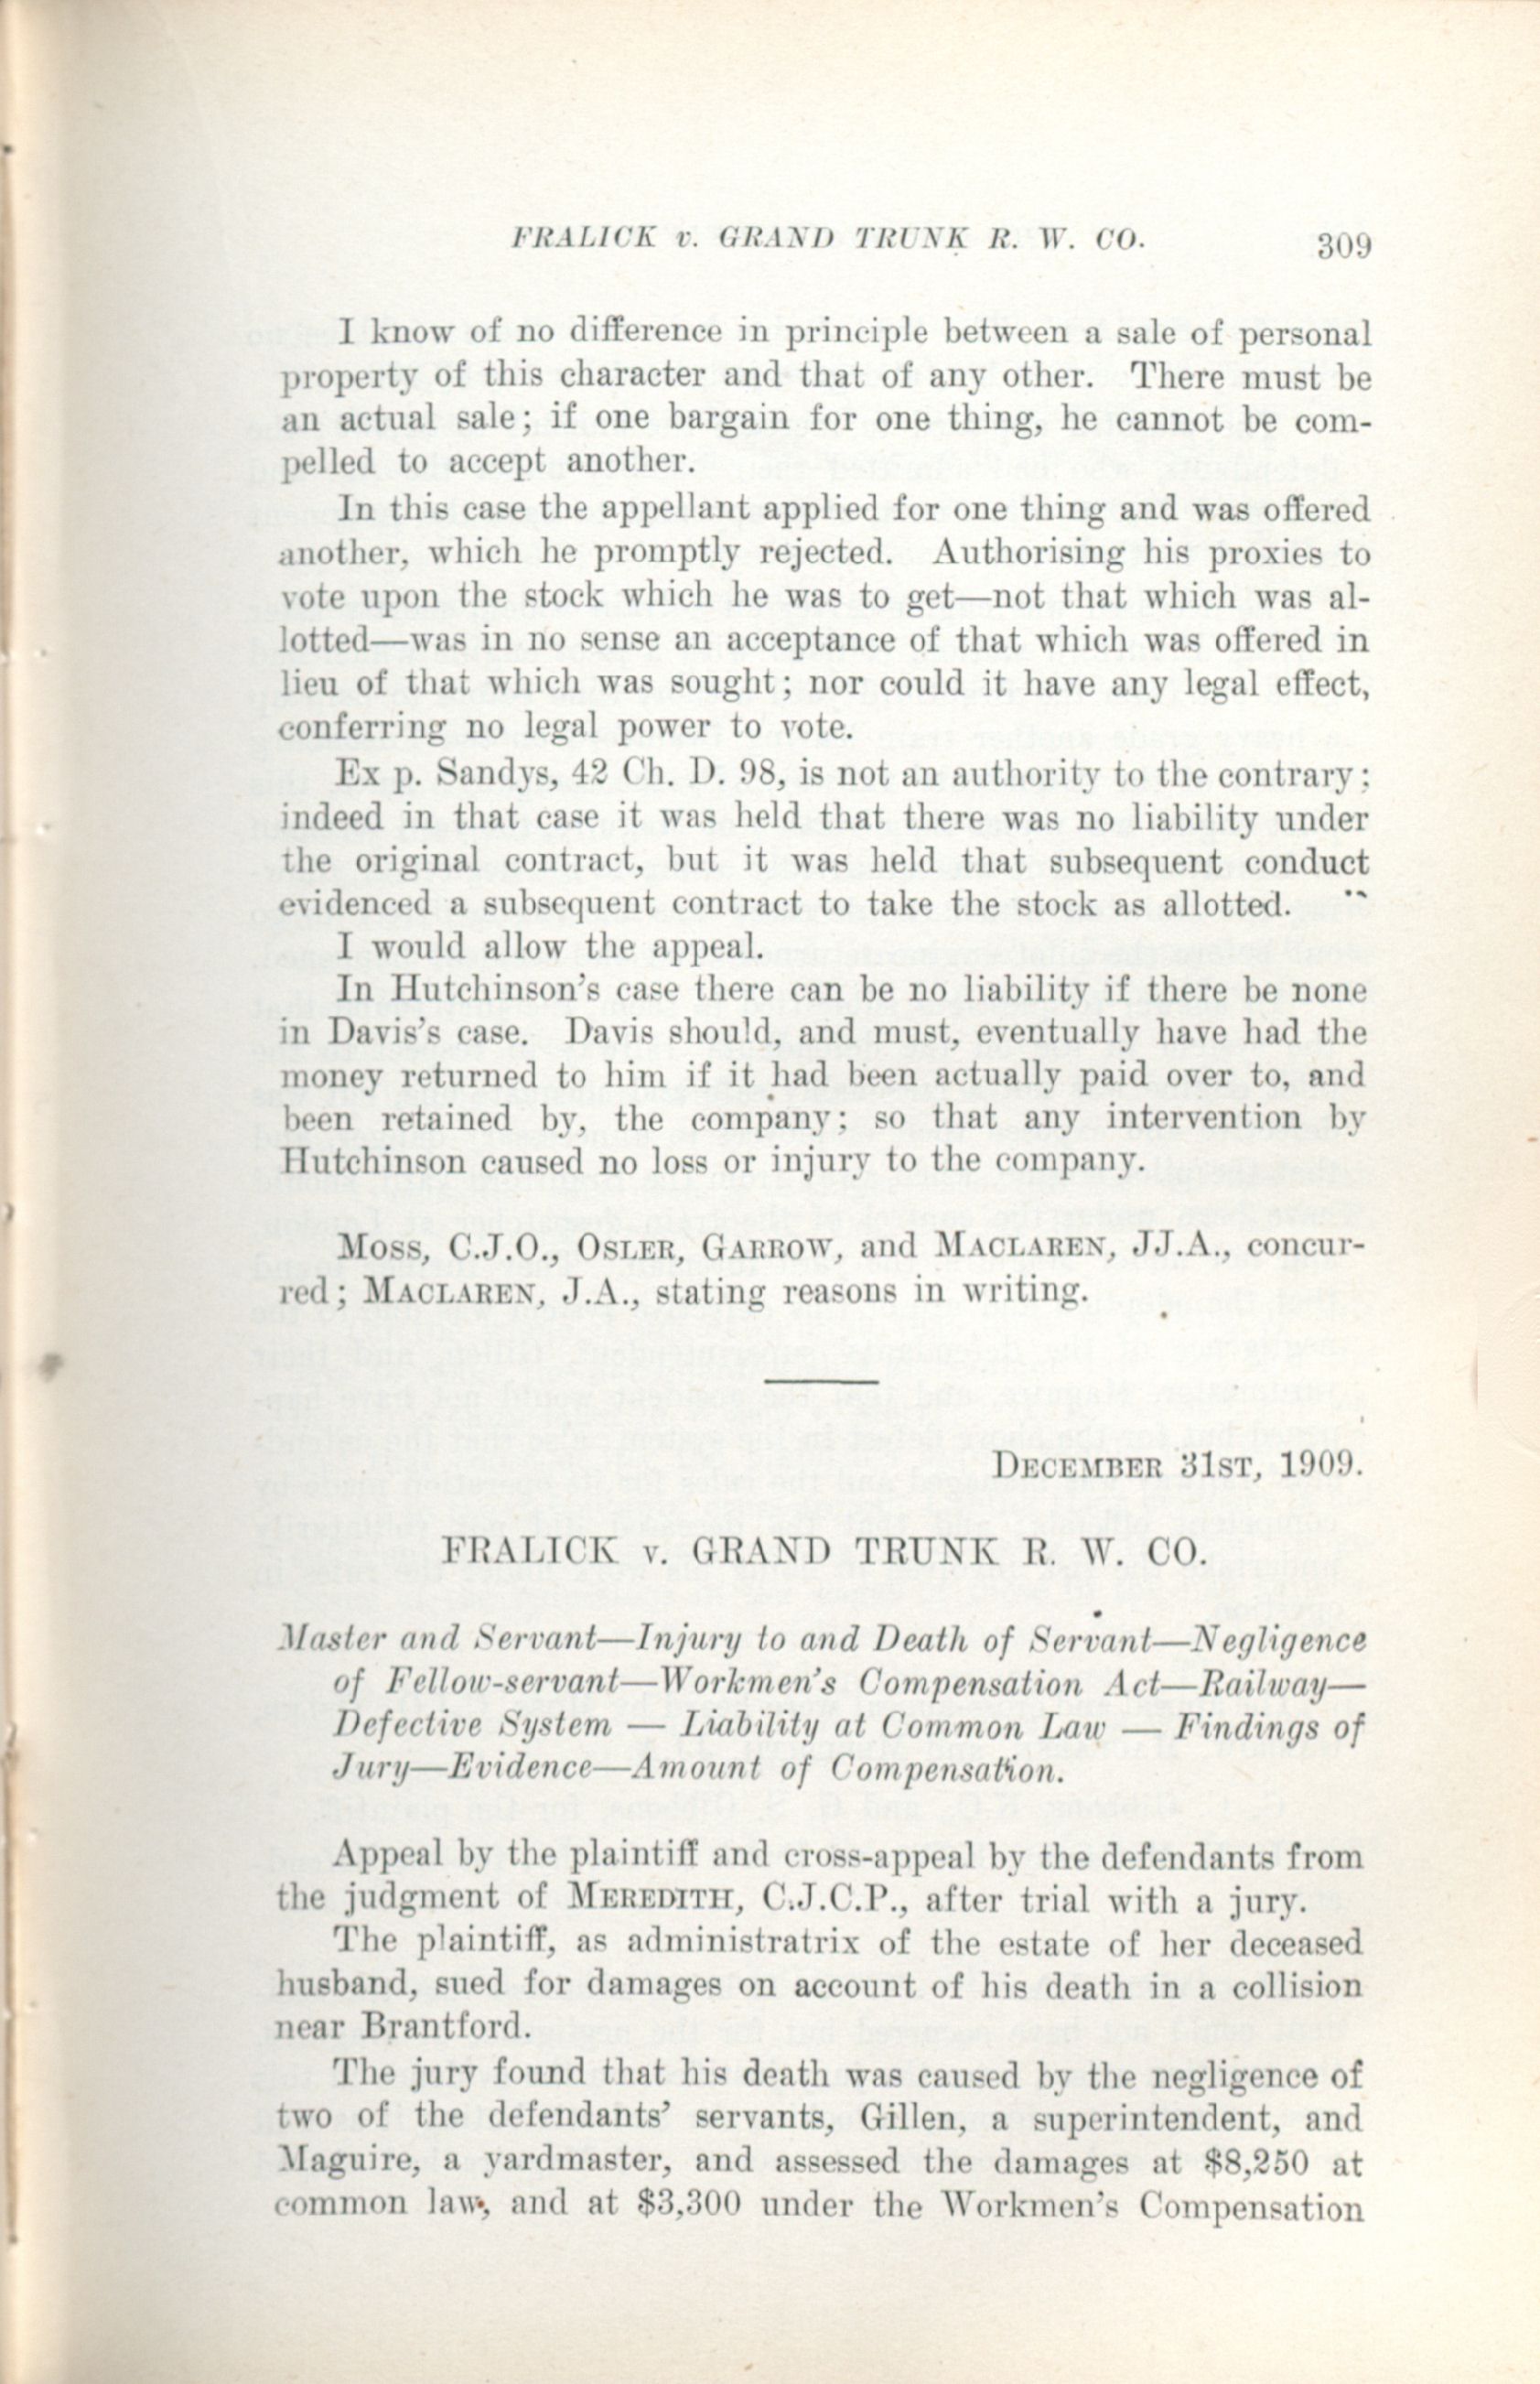 FRALICK v. GRAND TRUNK R. W. CO.
309
I know of no difference in principle between a sale of personal
property of this character and that of any other. There must be
an actual sale; if one bargain for one thing, he cannot be com-
pelled to accept another.
In this case the appellant applied for one thing and was offered
another, which he promptly rejected. Authorising his proxies to
vote upon the stock which he was to get—not that which was al-
lotted—was in no sense an acceptance of that which was offered in
lieu of that which was sought; nor could it have any legal effect,
conferring no legal power to vote.
Ex p. Sandys, 42 Ch. D. 98, is not an authority to the contrary;
indeed in that case it was held that there was no liability under
the original contract, but it was held that subsequent conduct
evidenced a subsequent contract to take the stock as allotted.
I would allow the appeal.
In Hutchinson's case there can be no liability if there be none
in Davis's case. Davis should, and must, eventually have had the
money returned to him if it had been actually paid over to, and
been retained by, the company; so that any intervention by
Hutchinson caused no loss or injury to the company.
Moss, C.J.O., OSLER, GARROW, and MACLAREN, JJ.A., concur-
red; MACLAREN, J.A., stating reasons in writing.
DECEMBER 31ST, 1909.
FRALICK v. GRAND TRUNK R. W. CO.
Master and Servant—Injury to and Death of Servant—Negligence
of Fellow-servant—Workmen's Compensation Act—Railway—
Defective System — Liability at Common Law — Findings of
Jury—Evidence—Amount of Compensation.
Appeal by the plaintiff and cross-appeal by the defendants from
the judgment of MEREDITH, C.J.C.P., after trial with a jury.
The plaintiff, as administratrix of the estate of her deceased
husband, sued for damages on account of his death in a collision
near Brantford.
The jury found that his death was caused by the negligence of
two of the defendants' servants, Gillen, a superintendent, and
Maguire, a yardmaster, and assessed the damages at $8,250 at
common law, and at $3,300 under the Workmen's Compensation